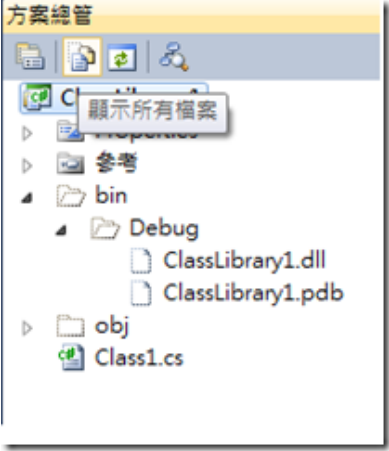 方案總管
顯示所有檔案
Properties
參考
bin
Debug
ClassLibrary1.dll
ClassLibrary1.pdb
obj
Class1.cs